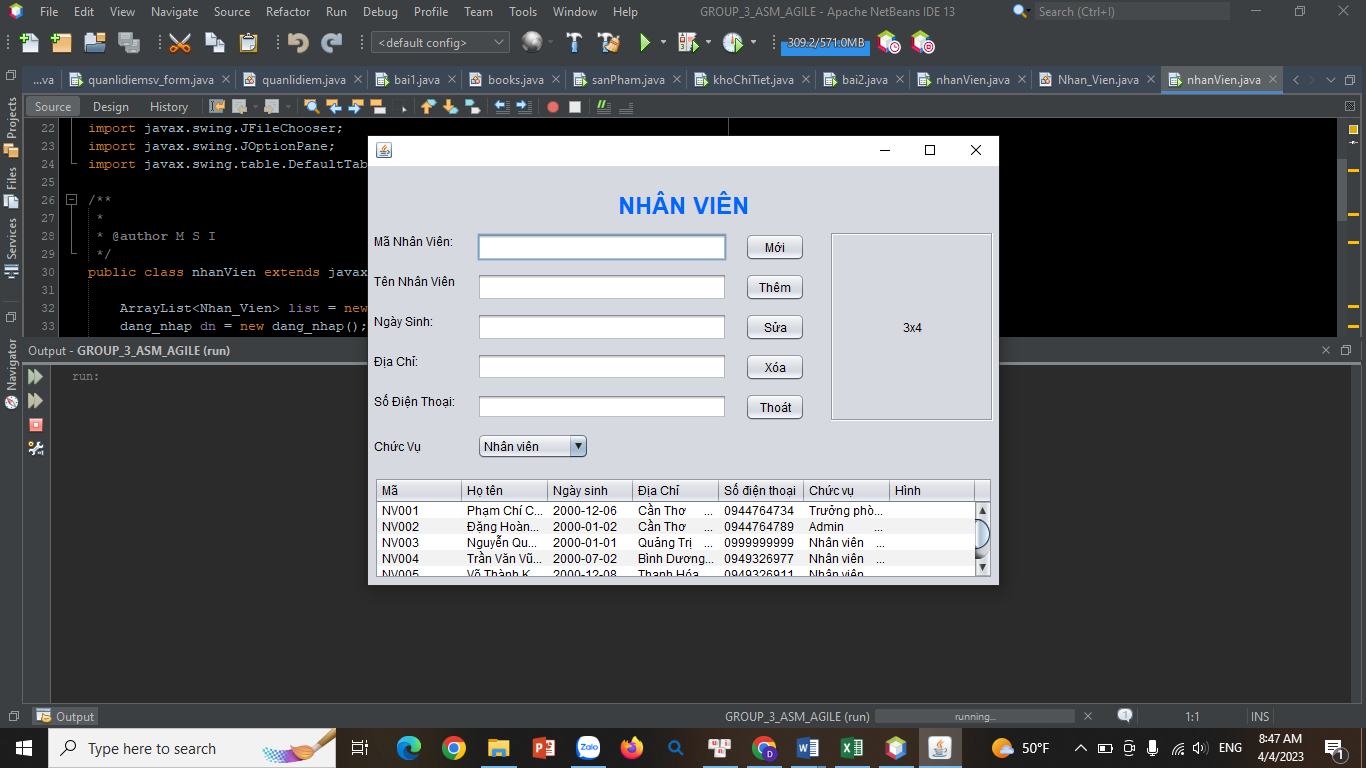 File Edit View Navigate Source Refactor Run Debug Profile Team Tools Window Help GROUP_3_ASM_AGILE - Apache NetBeans IDE 13 Search (Ctrl+I)
<default config> 309.2/571.0MB
...va quanlidiemsv_form.java quanlidiem.java bai1.java books.java sanPham.java khoChiTiet.java bai2.java nhanVien.java Nhan_Vien.java nhanVien.java
Source Design History
Projects
Files
Services
Navigator
22 import javax.swing.JFileChooser;
23 import javax.swing.JOptionPane;
24 import javax.swing.table.DefaultTab
25
26 /**
27 *
28 * @author M S I
29 */
30 public class nhanVien extends javax
31
32 ArrayList<Nhan_Vien> list = new
33 dang_nhap dn = new dang_nhap();
Output - GROUP_3_ASM_AGILE (run)
run:
NHÂN VIÊN
Mã Nhân Viên: Mới
Tên Nhân Viên Thêm
Ngày Sinh: Sửa
3x4
Địa Chỉ: Xóa
Số Điện Thoại: Thoát
Chức Vụ Nhân viên
Mã Họ tên Ngày sinh Địa Chỉ Số điện thoại Chức vụ Hình
NV001 Phạm Chí C... 2000-12-06 Cần Thơ ... 0944764734 Trưởng phò...
NV002 Đặng Hoàn... 2000-01-02 Cần Thơ ... 0944764789 Admin ...
NV003 Nguyễn Qu... 2000-01-01 Quảng Trị ... 0999999999 Nhân viên ...
NV004 Trần Văn Vũ... 2000-07-02 Bình Dương... 0949326977 Nhân viên ...
NV005 Võ Thành K... 2000-12-08 Thanh Hóa 0949326911 Nhân viên
Output GROUP_3_ASM_AGILE (run) running... 1 1:1 INS
Type here to search Zalo 50°F ENG 8:47 AM
4/4/2023 1